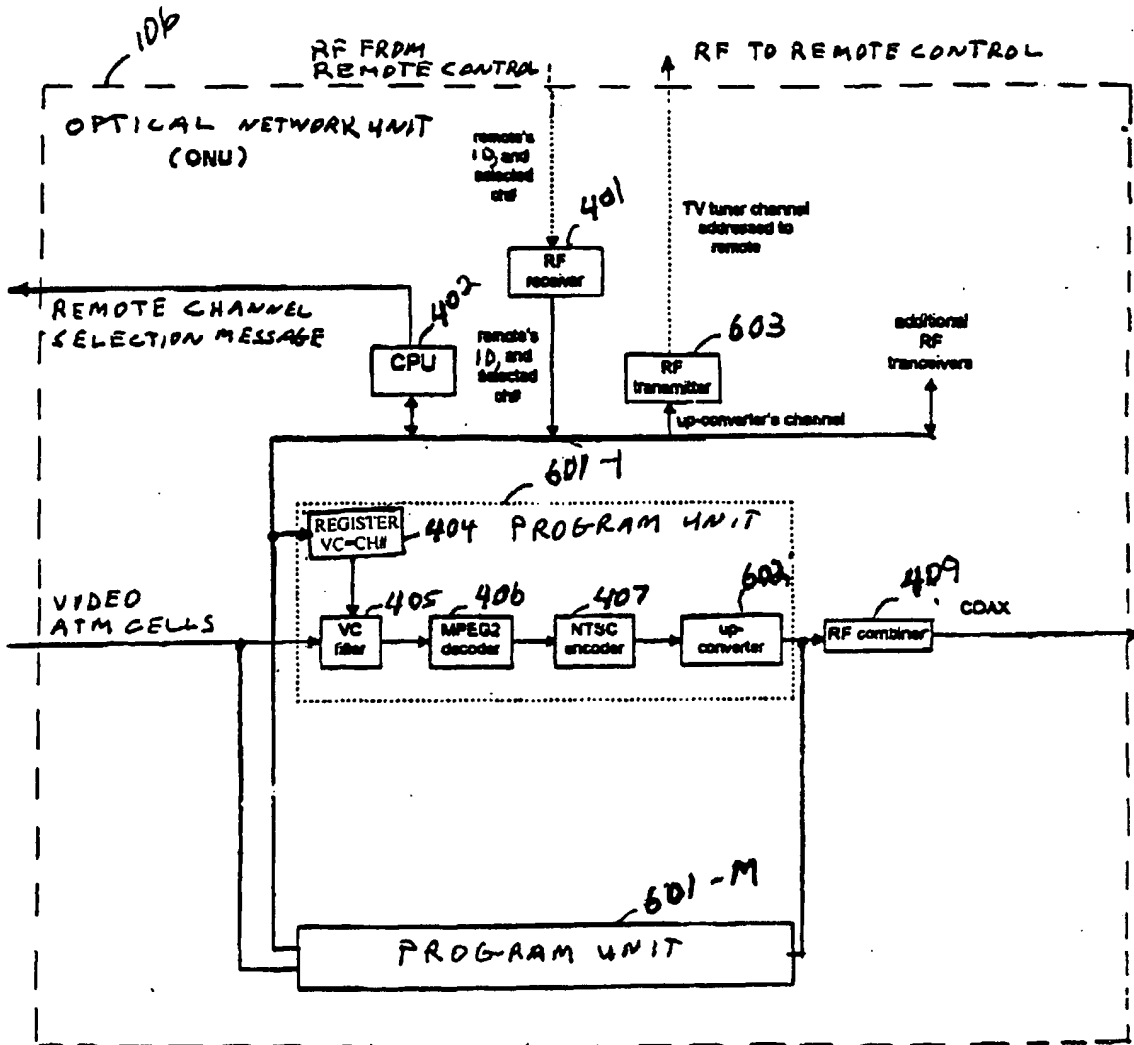 106
RF FROM
REMOTE CONTROL
RF TO REMOTE CONTROL
OPTICAL NETWORK UNIT
(ONU)
remote's
ID, and
selected
ch#
401
RF
receiver
TV tuner channel
addressed to
remote
REMOTE CHANNEL
SELECTION MESSAGE
402
CPU
remote's
ID, and
selected
ch#
603
RF
transmitter
additional
RF
tranceivers
up-converter's channel
601-1
REGISTER
VC=CH#
404
PROGRAM UNIT
VIDEO
ATM CELLS
405
VC
filter
406
MPEG2
decoder
407
NTSC
encoder
602
up-
converter
409
RF combiner
COAX
601-M
PROGRAM UNIT